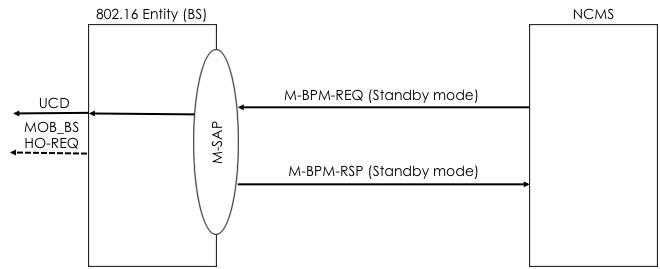 802.16 Entity (BS)
NCMS
UCD
MOB_BS
HO-REQ
M-SAP
M-BPM-REQ (Standby mode)
M-BPM-RSP (Standby mode)